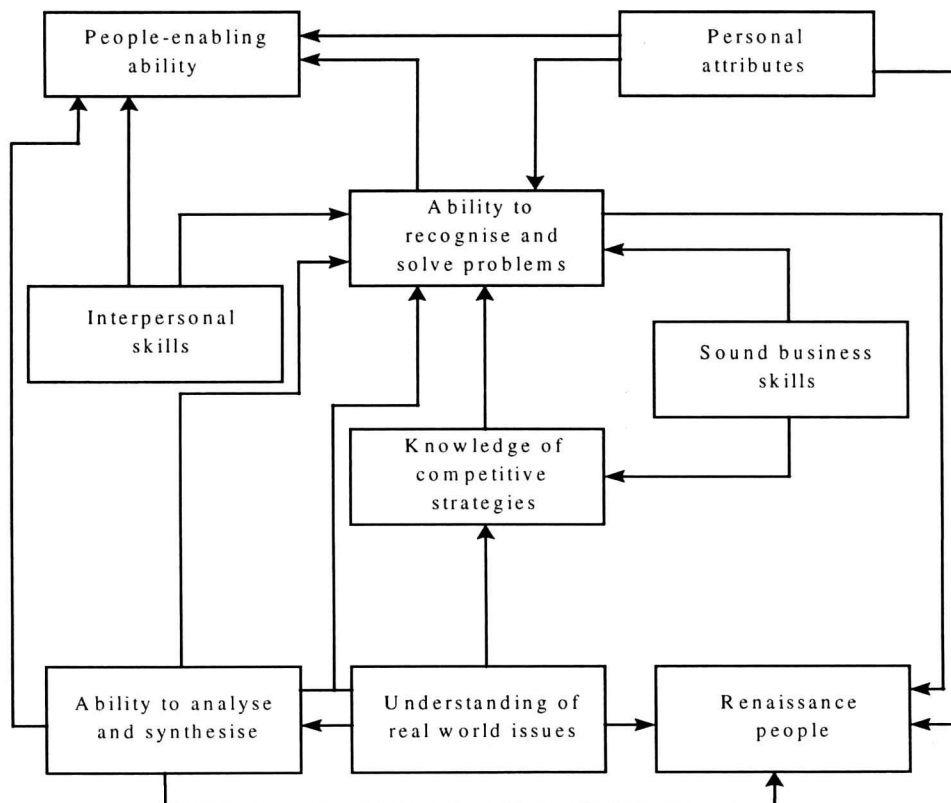 People-enabling
ability
Personal
attributes
Ability to
recognise and
solve problems
Interpersonal
skills
Sound business
skills
Knowledge of
competitive
strategies
Ability to analyse
and synthesise
Understanding of
real world issues
Renaissance
people